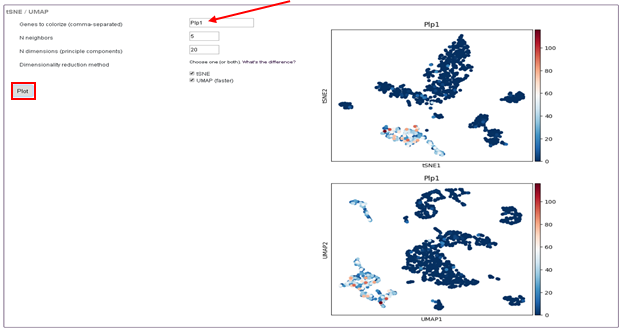 tSNE / UMAP
Genes to colorize (comma-separated)
Plp1
N neighbors
5
N dimensions (principle components)
20
Dimensionality reduction method
Choose one (or both). What's the difference?
tSNE
UMAP (faster)
Plot
Plp1
tSNE2
tSNE1
100
80
60
40
20
0
Plp1
UMAP2
UMAP1
100
80
60
40
20
0